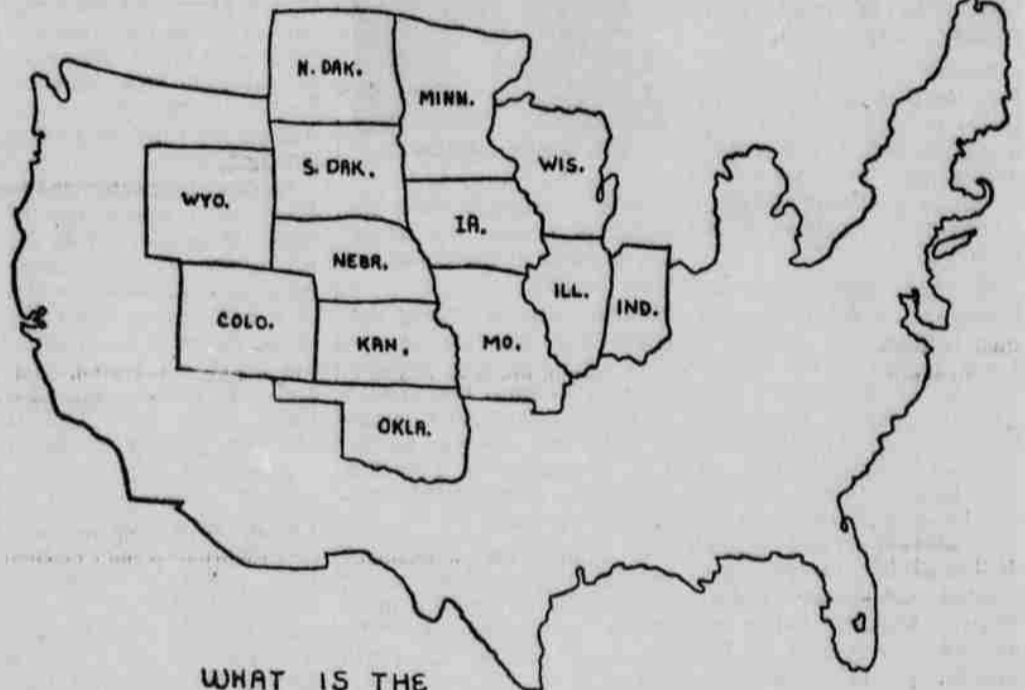 N. DAK.
MINN.
WIS.
S. DAK.
WYO.
IA.
NEBR.
ILL.
IND.
COLO.
KAN.
MO.
OKLA.
WHAT IS THE